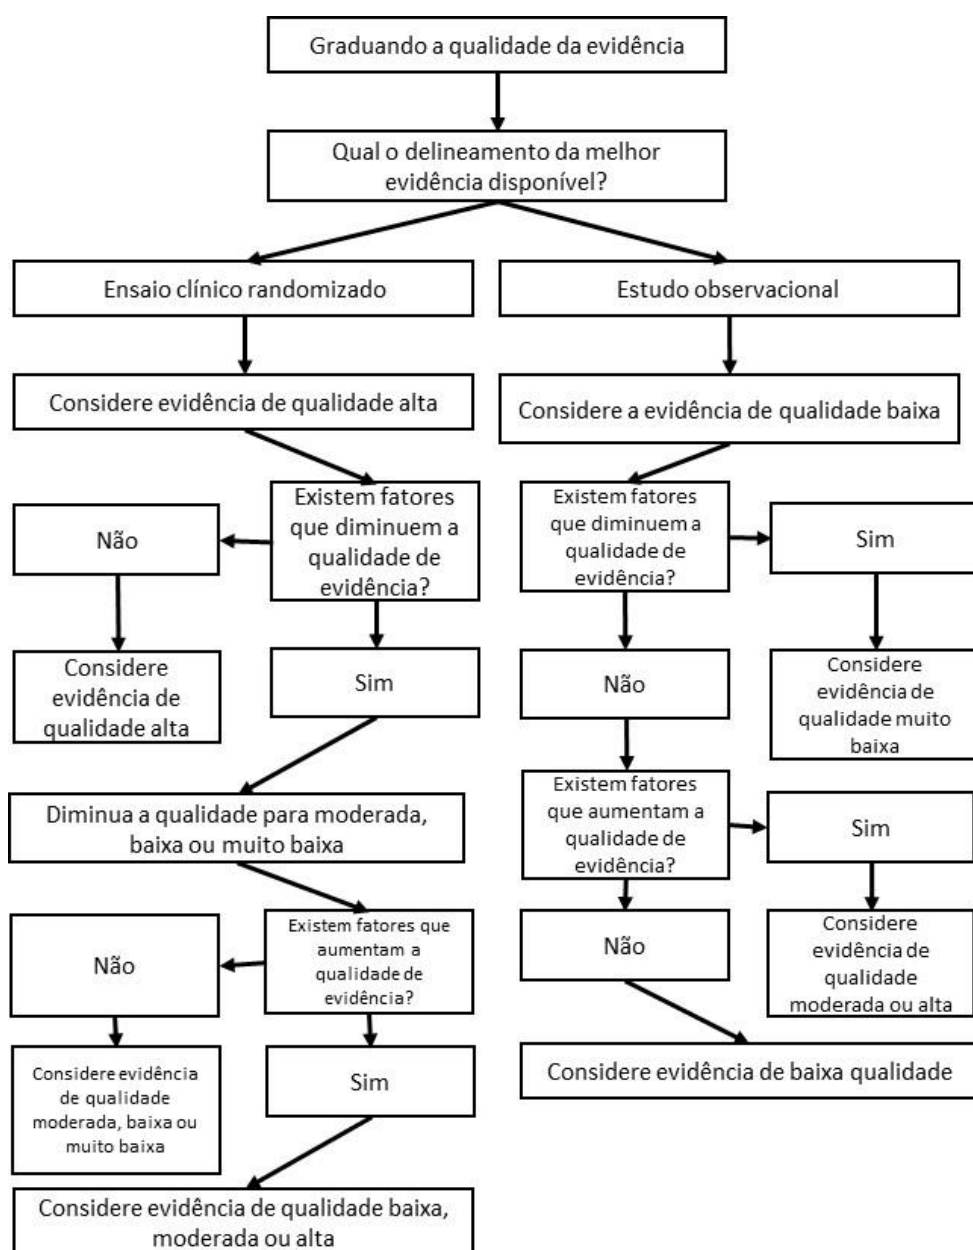 Graduando a qualidade da evidência
Qual o delineamento da melhor
evidência disponível?
Ensaio clínico randomizado
Estudo observacional
Considere evidência de qualidade alta
Considere a evidência de qualidade baixa
Existem fatores
que diminuem a
qualidade de
evidência?
Não
Existem fatores
que diminuem a
qualidade de
evidência?
Sim
Considere
evidência de
qualidade alta
Sim
Não
Considere
evidência de
qualidade muito
baixa
Diminua a qualidade para moderada,
baixa ou muito baixa
Existem fatores
que aumentam a
qualidade de
evidência?
Sim
Não
Existem fatores que
aumentam a
qualidade de
evidência?
Não
Considere
evidência de
qualidade
moderada ou alta
Considere evidência
de qualidade
moderada, baixa ou
muito baixa
Sim
Considere evidência de baixa qualidade
Considere evidência de qualidade baixa,
moderada ou alta